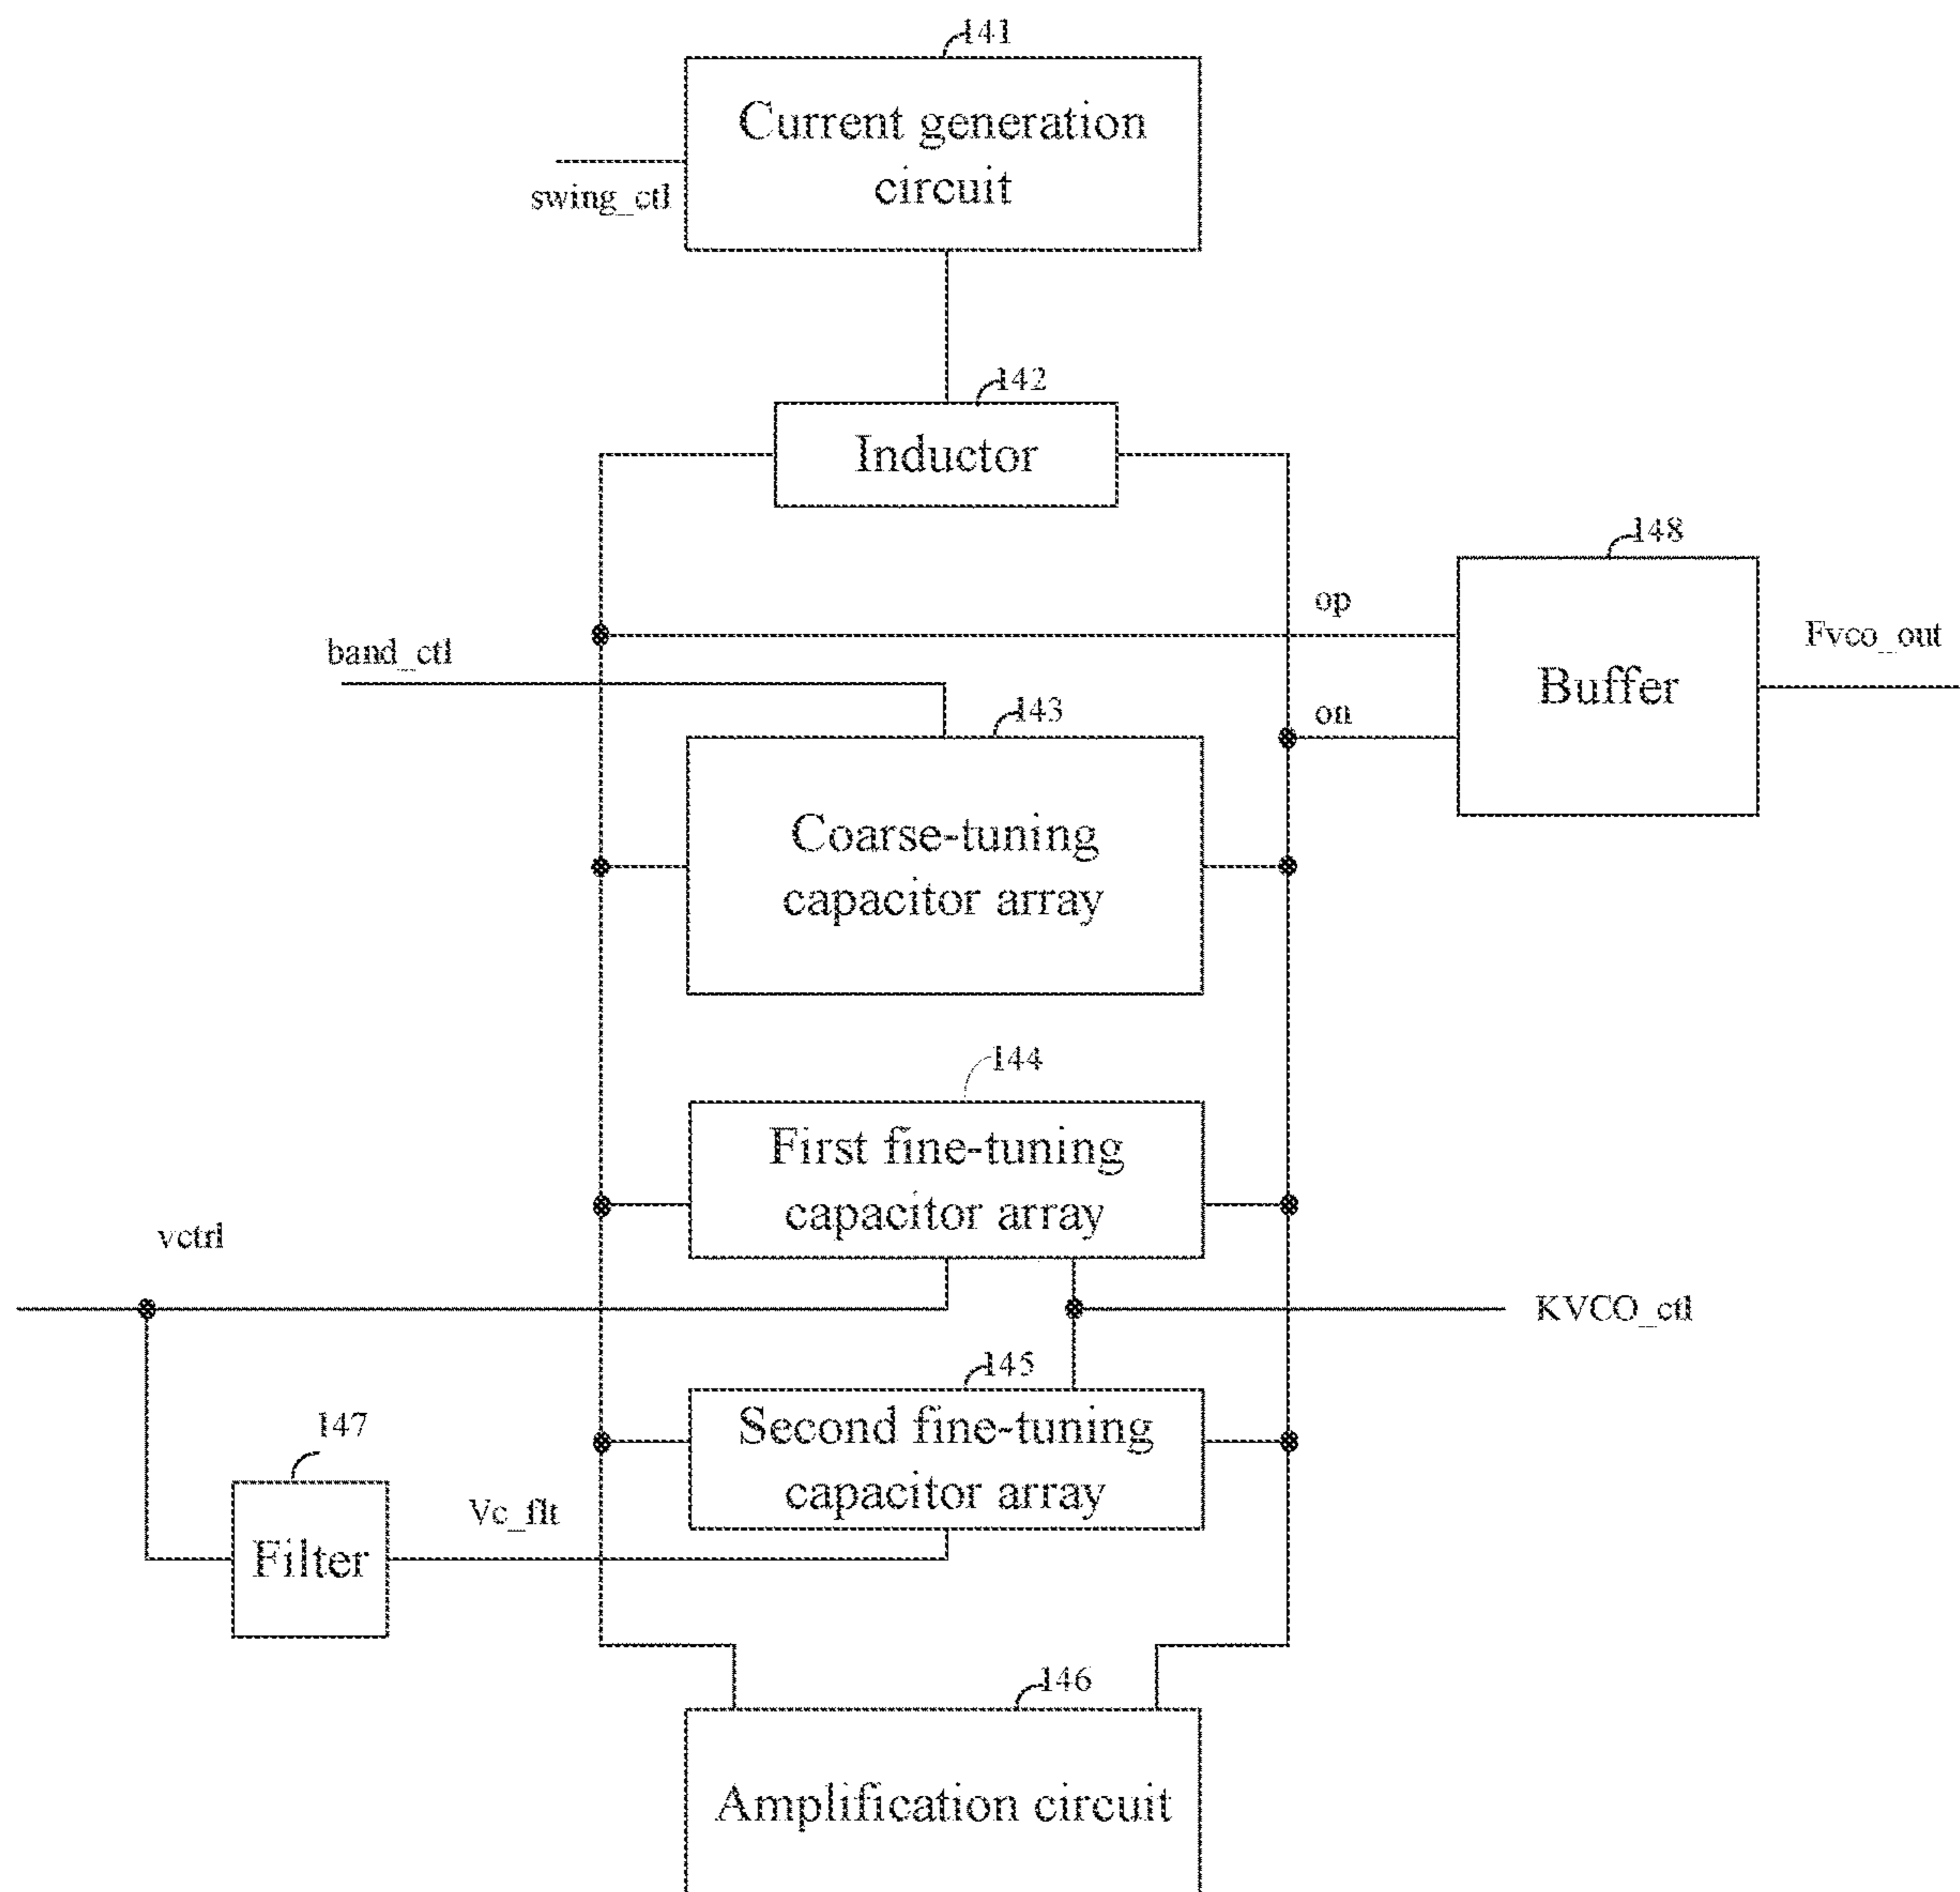 141
Current generation
circuit
swing_ctl
142
Inductor
148
op
Fvco_out
band_ctl
Buffer
143
on
Coarse-tuning
capacitor array
144
First fine-tuning
capacitor array
vctrl
KVCO_ctl
145
Second fine-tuning
capacitor array
147
Vc_flt
Filter
146
Amplification circuit